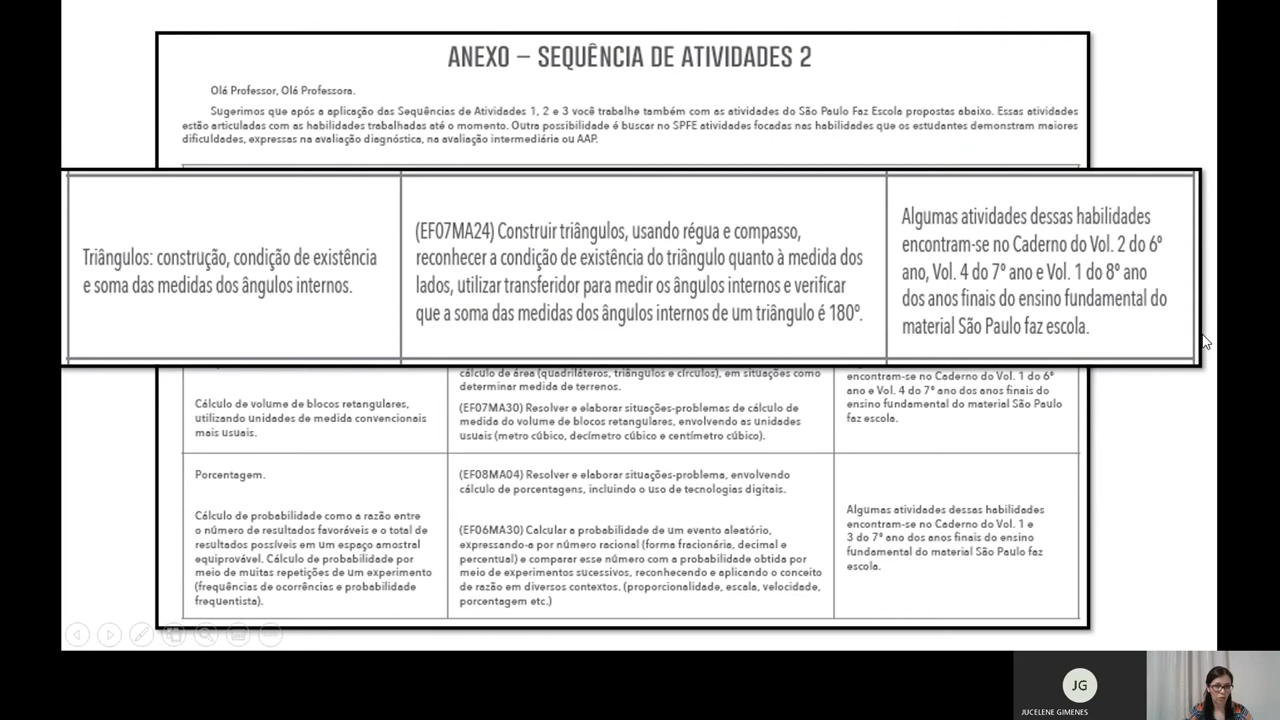 ANEXO – SEQUÊNCIA DE ATIVIDADES 2
Olá Professor, Olá Professora.
Sugerimos que após a aplicação das Sequências de Atividades 1, 2 e 3 você trabalhe também com as atividades do São Paulo Faz Escola propostas abaixo. Essas atividades
estão articuladas com as habilidades trabalhadas até o momento. Outra possibilidade é buscar no SPFE atividades focadas nas habilidades que os estudantes demonstram maiores
dificuldades, expressas na avaliação diagnóstica, na avaliação intermediária ou AAP.
Triângulos: construção, condição de existência
e soma das medidas dos ângulos internos.
(EF07MA24) Construir triângulos, usando régua e compasso,
reconhecer a condição de existência do triângulo quanto à medida dos
lados, utilizar transferidor para medir os ângulos internos e verificar
que a soma das medidas dos ângulos internos de um triângulo é 180º.
Algumas atividades dessas habilidades
encontram-se no Caderno do Vol. 2 do 6º
ano, Vol. 4 do 7º ano e Vol. 1 do 8º ano
dos anos finais do ensino fundamental do
material São Paulo faz escola.
Cálculo de volume de blocos retangulares,
utilizando unidades de medida convencionais
mais usuais.
cálculo de área (quadriláteros, triângulos e círculos), em situações como
determinar medida de terrenos.
(EF07MA30) Resolver e elaborar situações-problemas de cálculo de
medida do volume de blocos retangulares, envolvendo as unidades
usuais (metro cúbico, decímetro cúbico e centímetro cúbico).
encontram-se no Caderno do Vol. 1 do 6º
ano e Vol. 4 do 7º ano dos anos finais do
ensino fundamental do material São Paulo
faz escola.
Porcentagem.
(EF08MA04) Resolver e elaborar situações-problema, envolvendo
cálculo de porcentagens, incluindo o uso de tecnologias digitais.
Cálculo de probabilidade como a razão entre
o número de resultados favoráveis e o total de
resultados possíveis em um espaço amostral
equiprovável. Cálculo de probabilidade por
meio de muitas repetições de um experimento
(frequências de ocorrências e probabilidade
frequentista).
(EF06MA30) Calcular a probabilidade de um evento aleatório,
expressando-a por número racional (forma fracionária, decimal e
percentual) e comparar esse número com a probabilidade obtida por
meio de experimentos sucessivos, reconhecendo e aplicando o conceito
de razão em diversos contextos. (proporcionalidade, escala, velocidade,
porcentagem etc.)
Algumas atividades dessas habilidades
encontram-se no Caderno do Vol. 1 e
3 do 7º ano dos anos finais do ensino
fundamental do material São Paulo faz
escola.
JG
JUCELENE GIMENES